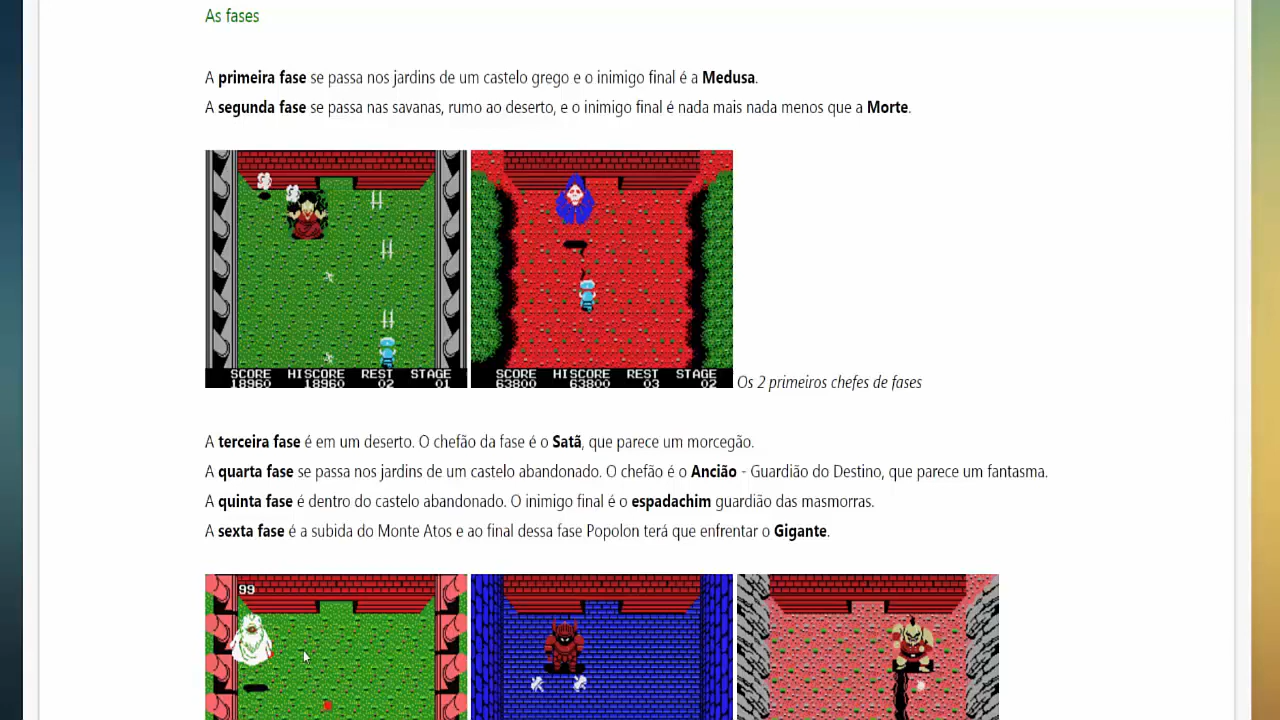 As fases
A primeira fase se passa nos jardins de um castelo grego e o inimigo final é a Medusa.
A segunda fase se passa nas savanas, rumo ao deserto, e o inimigo final é nada mais nada menos que a Morte.
SCORE HISCORE REST STAGE
18960 18960 02 01
SCORE HISCORE REST STAGE
63800 63800 03 02
Os 2 primeiros chefes de fases
A terceira fase é em um deserto. O chefão da fase é o Satã, que parece um morcegão.
A quarta fase se passa nos jardins de um castelo abandonado. O chefão é o Ancião - Guardião do Destino, que parece um fantasma.
A quinta fase é dentro do castelo abandonado. O inimigo final é o espadachim guardião das masmorras.
A sexta fase é a subida do Monte Atos e ao final dessa fase Popolon terá que enfrentar o Gigante.
99